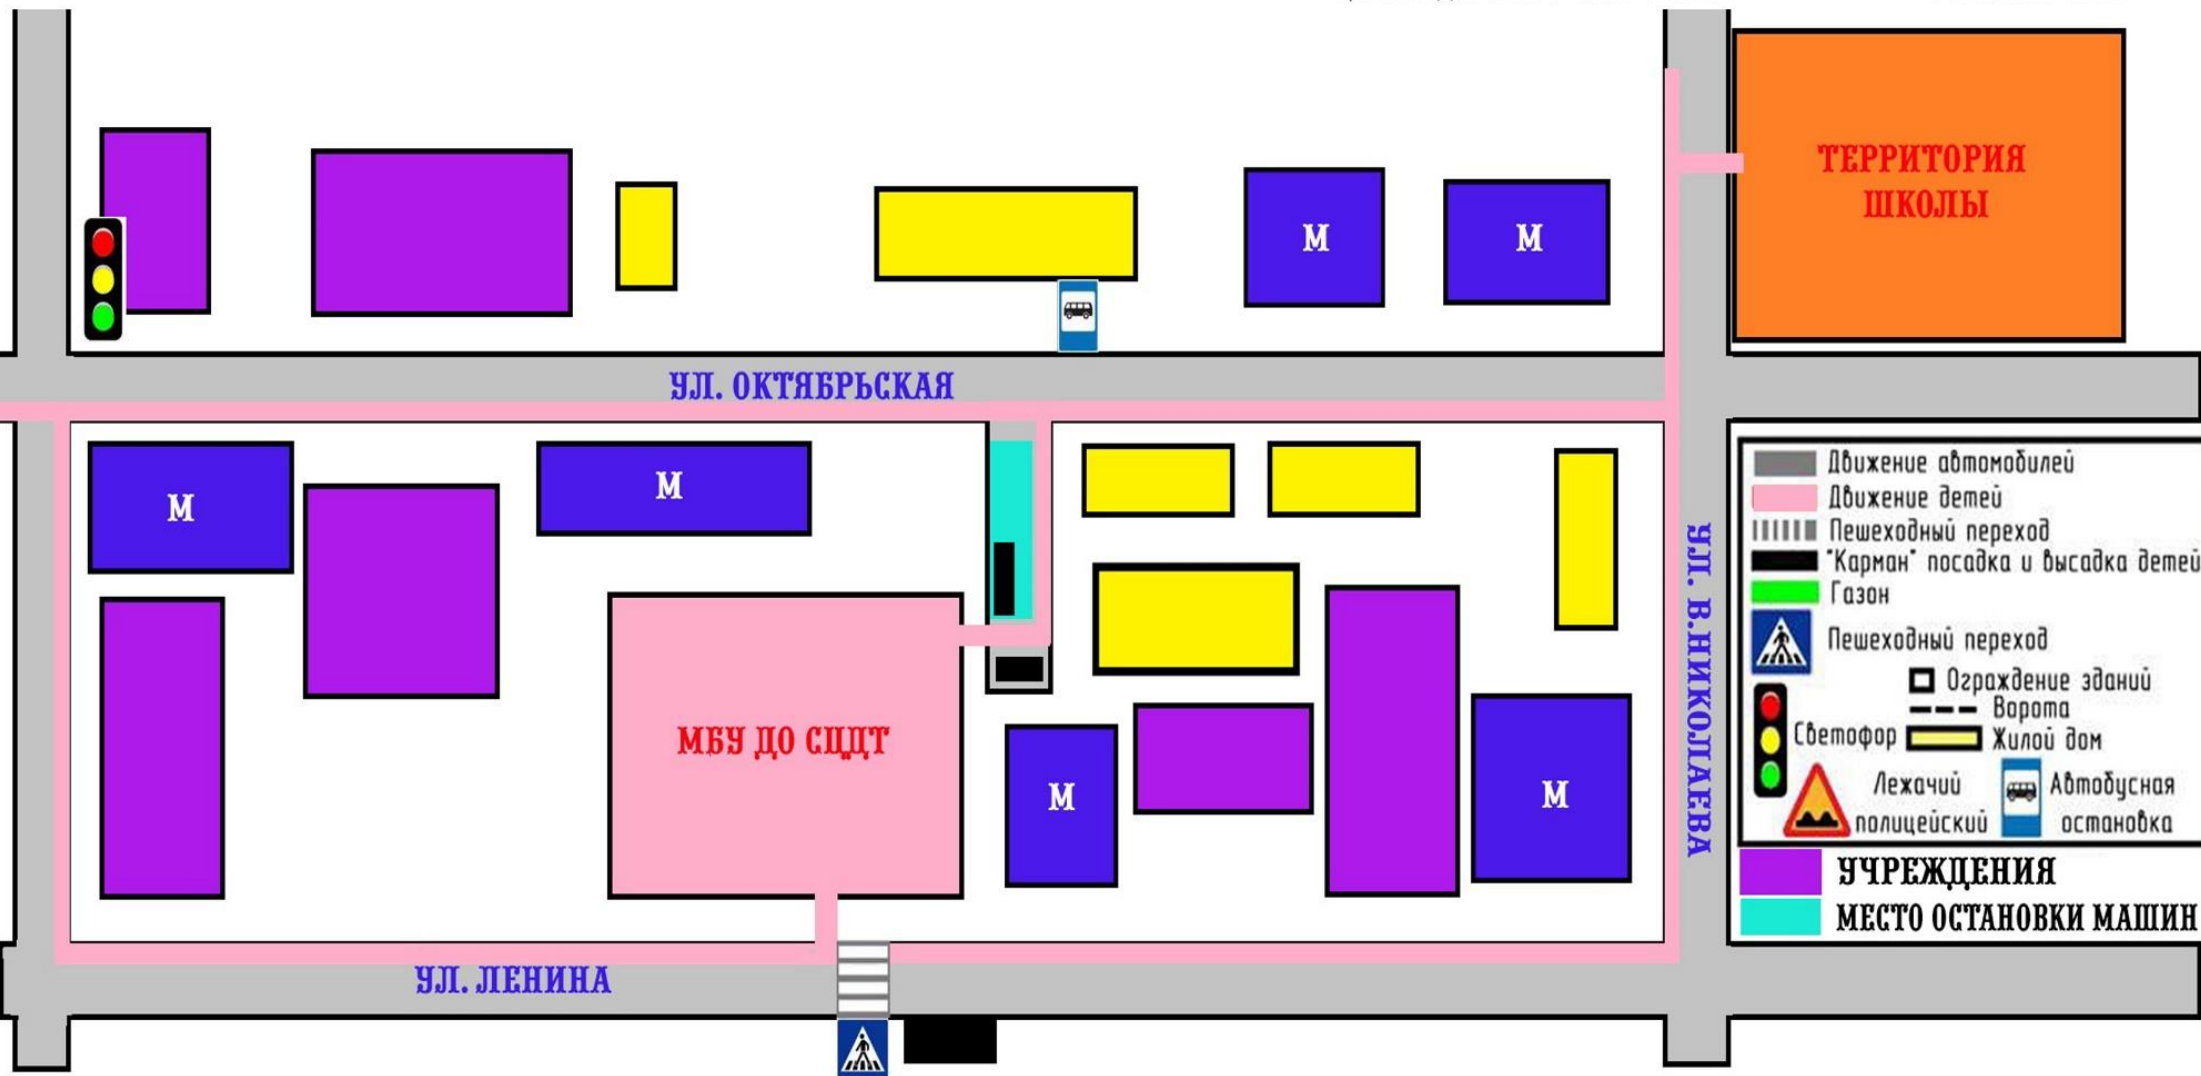 ТЕРРИТОРИЯ
ШКОЛЫ
М
М
УЛ. ОКТЯБРЬСКАЯ
М
М
МБУ ДО СЦДТ
М
М
УЛ. В.НИКОЛАЕВА
УЛ. ЛЕНИНА
Движение автомобилей
Движение детей
Пешеходный переход
"Карман" посадка и высадка детей
Газон
Пешеходный переход
Ограждение зданий
Ворота
Светофор
Жилой дом
Лежачий
полицейский
Автобусная
остановка
УЧРЕЖДЕНИЯ
МЕСТО ОСТАНОВКИ МАШИН